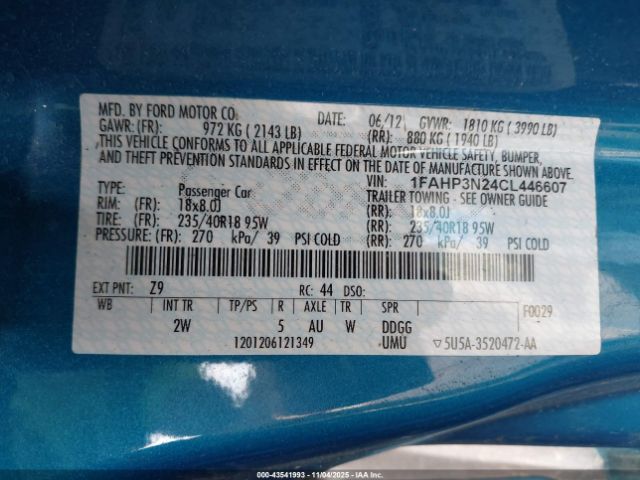 MFD. BY FORD MOTOR CO. DATE: 06/12 GVWR: 1810 KG ( 3990 LB)
GAWR: (FR): 972 KG ( 2143 LB) (RR): 880 KG ( 1940 LB)
THIS VEHICLE CONFORMS TO ALL APPLICABLE FEDERAL MOTOR VEHICLE SAFETY, BUMPER,
AND THEFT PREVENTION STANDARDS IN EFFECT ON THE DATE OF MANUFACTURE SHOWN ABOVE.
VIN: 1FAHP3N24CL446607
TYPE: Passenger Car TRAILER TOWING - SEE OWNER GUIDE
RIM: (FR): 18x8.0J (RR): 18x8.0J
TIRE: (FR): 235/40R18 95W (RR): 235/40R18 95W
PRESSURE: (FR): 270 kPa/ 39 PSI COLD (RR): 270 kPa/ 39 PSI COLD
EXT PNT: Z9 RC: 44 DSO: F0029
WB INT TR TP/PS R AXLE TR SPR
2W 5 AU W DDGG
1201206121349 UMU ▽5U5A-3520472-AA
000-43541993 — 11/04/2025 — IAAI.com